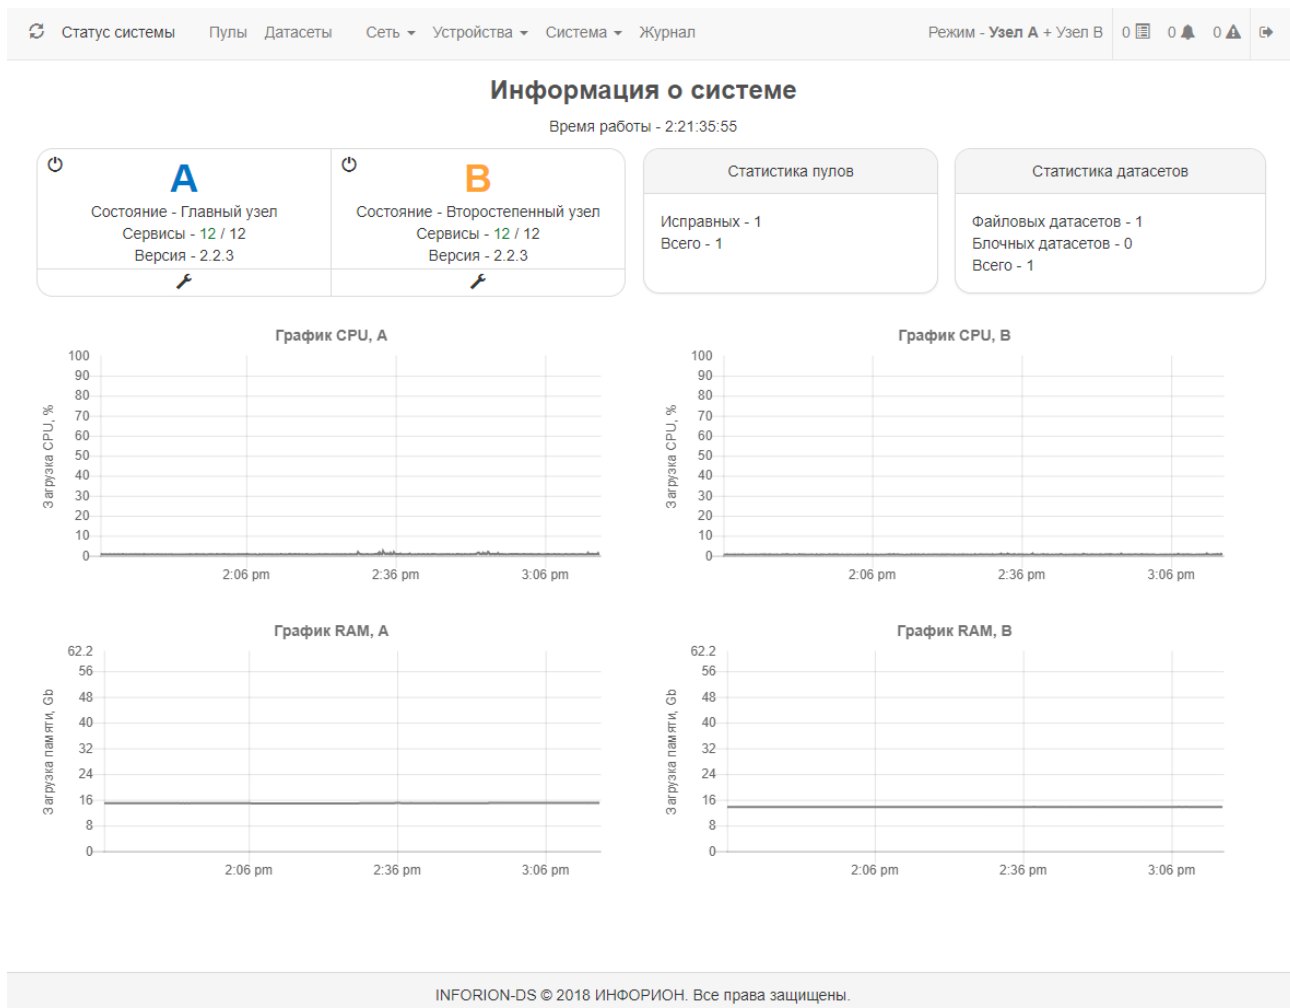 Статус системы Пулы Датасеты Сеть Устройства Система Журнал Режим - Узел A + Узел B 0 0 0
Информация о системе
Время работы - 2:21:35:55
A
Состояние - Главный узел
Сервисы - 12 / 12
Версия - 2.2.3
B
Состояние - Второстепенный узел
Сервисы - 12 / 12
Версия - 2.2.3
Статистика пулов
Исправных - 1
Всего - 1
Статистика датасетов
Файловых датасетов - 1
Блочных датасетов - 0
Всего - 1
График CPU, A
Загрузка CPU, %
100
90
80
70
60
50
40
30
20
10
0
2:06 pm 2:36 pm 3:06 pm
График CPU, B
Загрузка CPU, %
100
90
80
70
60
50
40
30
20
10
0
2:06 pm 2:36 pm 3:06 pm
График RAM, A
Загрузка памяти, Gb
62.2
56
48
40
32
24
16
8
0
2:06 pm 2:36 pm 3:06 pm
График RAM, B
Загрузка памяти, Gb
62.2
56
48
40
32
24
16
8
0
2:06 pm 2:36 pm 3:06 pm
INFORION-DS © 2018 ИНФОРИОН. Все права защищены.